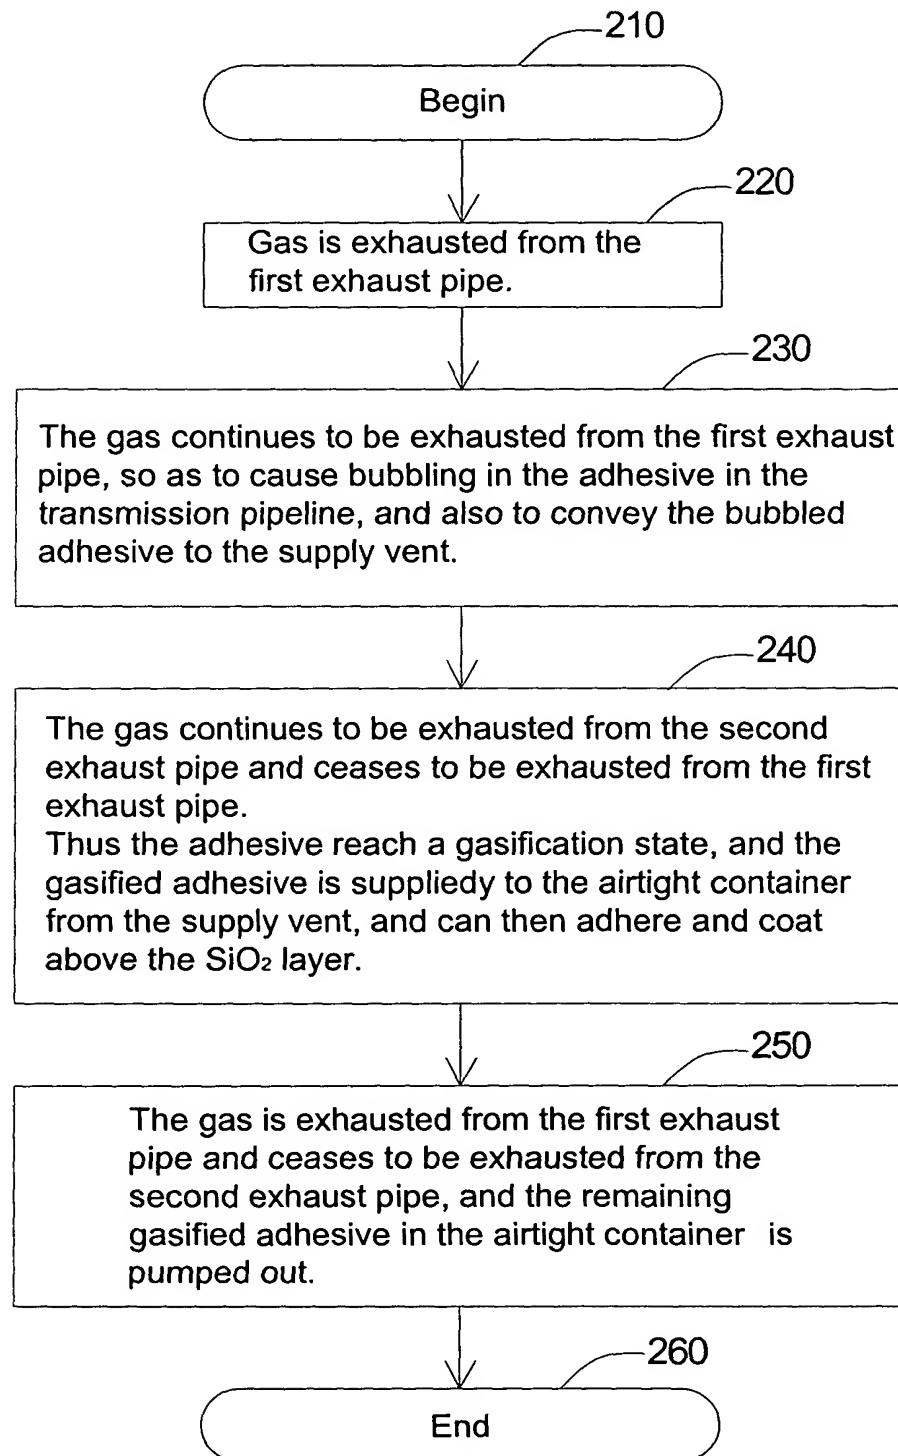 210
Begin
220
Gas is exhausted from the
first exhaust pipe.
230
The gas continues to be exhausted from the first exhaust
pipe, so as to cause bubbling in the adhesive in the
transmission pipeline, and also to convey the bubbled
adhesive to the supply vent.
240
The gas continues to be exhausted from the second
exhaust pipe and ceases to be exhausted from the first
exhaust pipe.
Thus the adhesive reach a gasification state, and the
gasified adhesive is suppliedy to the airtight container
from the supply vent, and can then adhere and coat
above the SiO₂ layer.
250
The gas is exhausted from the first exhaust
pipe and ceases to be exhausted from the
second exhaust pipe, and the remaining
gasified adhesive in the airtight container is
pumped out.
260
End